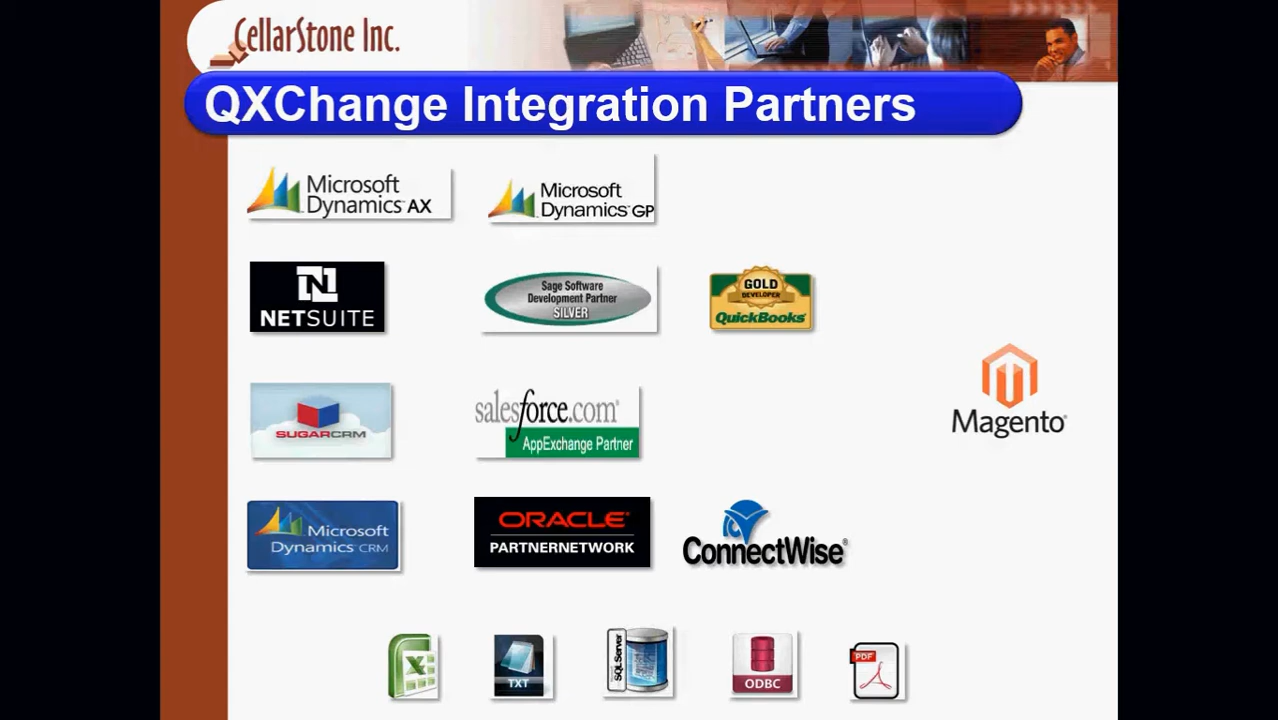 CellarStone Inc.
QXChange Integration Partners
Microsoft
Dynamics AX
Microsoft
Dynamics GP
NETSUITE
Sage Software
Development Partner
SILVER
GOLD
DEVELOPER
QuickBooks
Magento
SUGARCRM
salesforce.com
AppExchange Partner
Microsoft
Dynamics CRM
ORACLE
PARTNERNETWORK
ConnectWise
TXT
SQL Server
ODBC
PDF